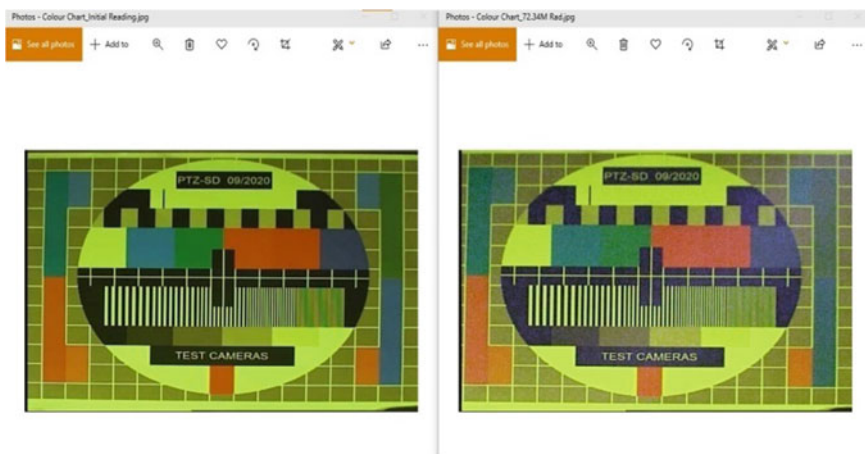 Photos - Colour Chart_Initial Reading.jpg
See all photos
Add to
PTZ-SD 09/2020
TEST CAMERAS
Photos - Colour Chart_72.34M Rad.jpg
See all photos
Add to
PTZ-SD 09/2020
TEST CAMERAS